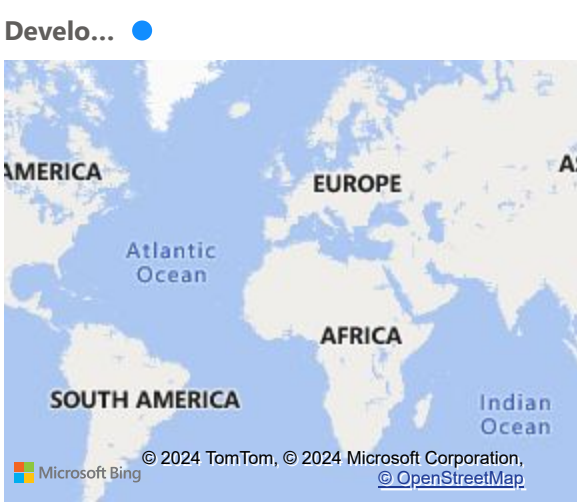 Develo...
AMERICA
EUROPE
A
Atlantic
Ocean
AFRICA
SOUTH AMERICA
Indian
Ocean
© 2024 TomTom, © 2024 Microsoft Corporation,
Microsoft Bing
© OpenStreetMap